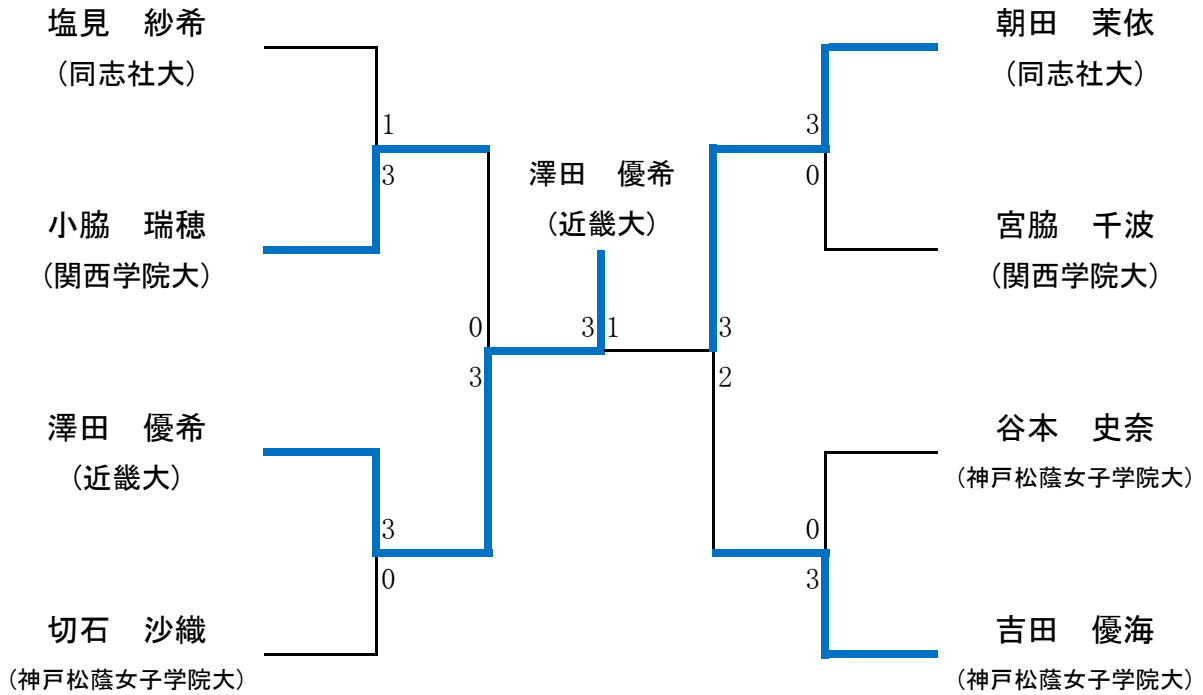 塩見　紗希
(同志社大)
1
3
小脇　瑞穂
(関西学院大)
0
3
澤田　優希
(近畿大)
3
0
切石　沙織
(神戸松蔭女子学院大)
澤田　優希
(近畿大)
3 1
朝田　茉依
(同志社大)
3
0
宮脇　千波
(関西学院大)
3
2
谷本　史奈
(神戸松蔭女子学院大)
0
3
吉田　優海
(神戸松蔭女子学院大)